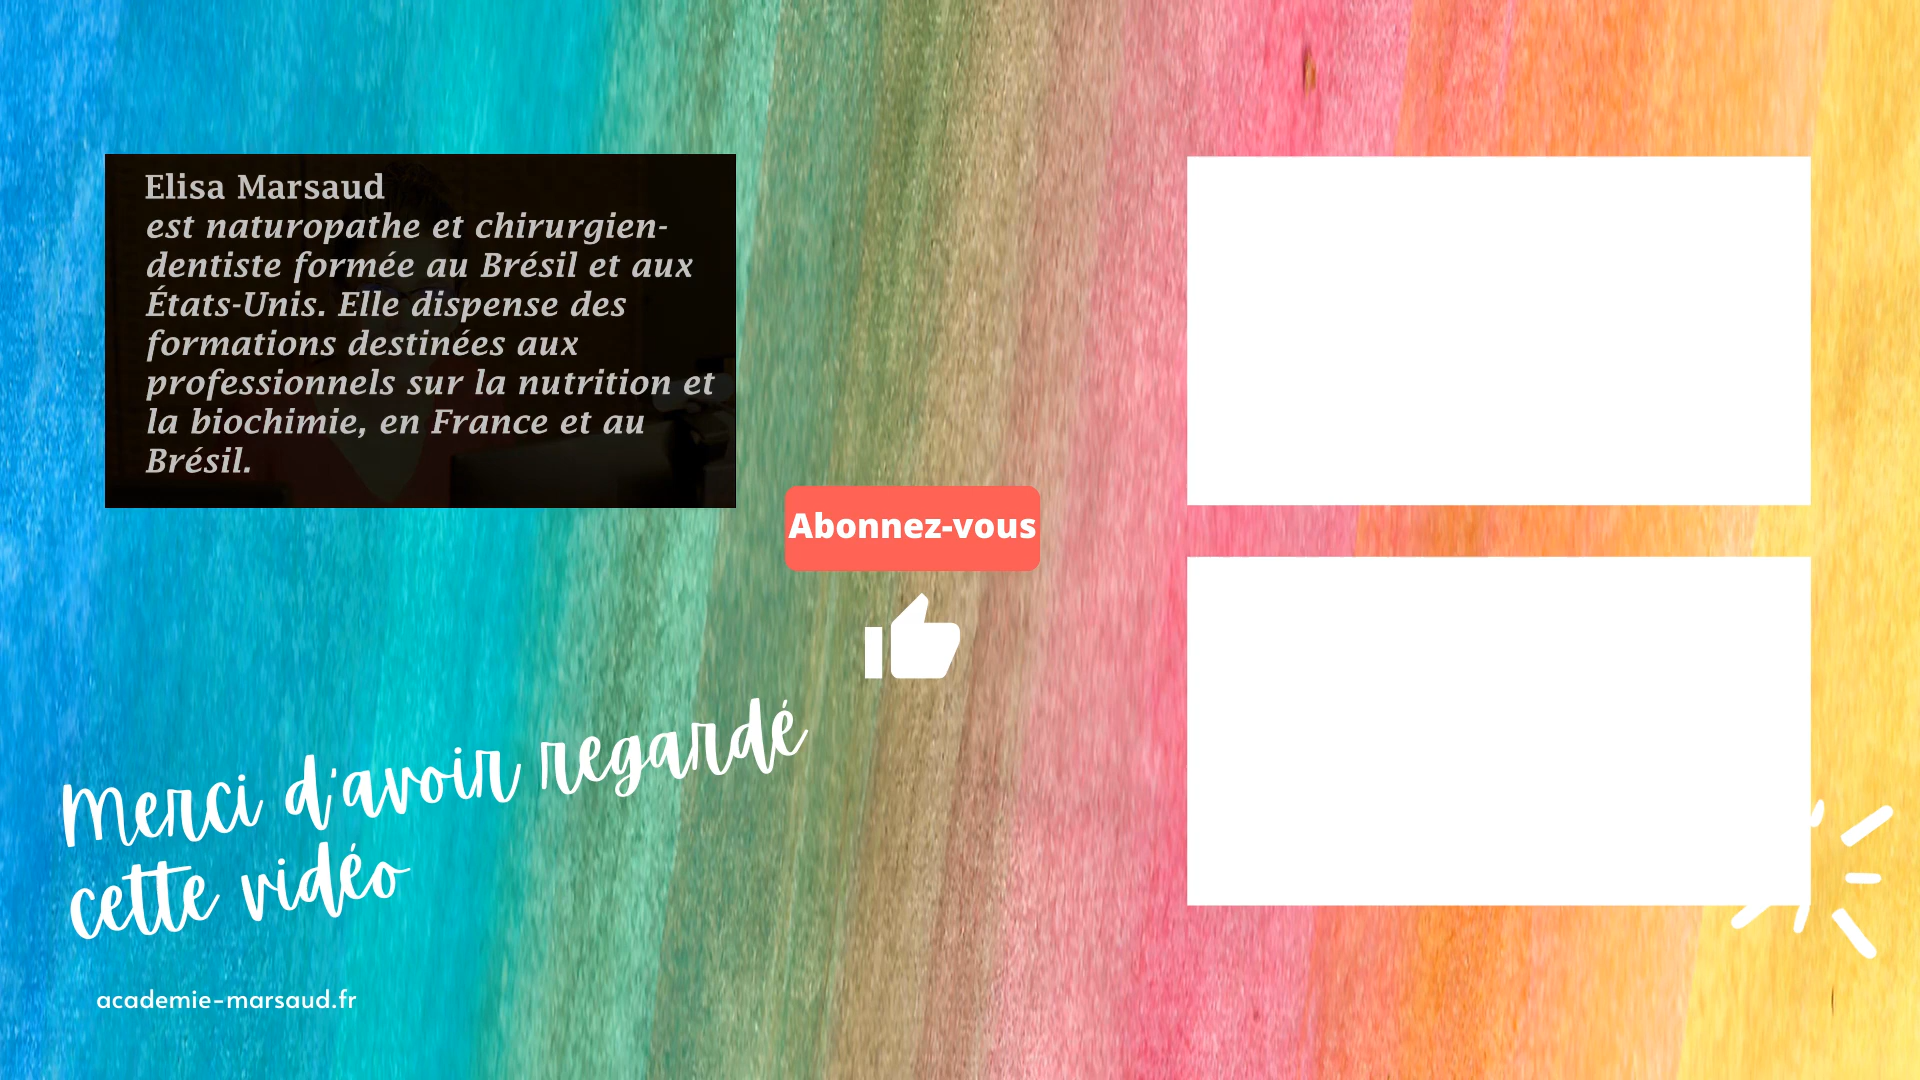 Elisa Marsaud
est naturopathe et chirurgien-
dentiste formée au Brésil et aux
États-Unis. Elle dispense des
formations destinées aux
professionnels sur la nutrition et
la biochimie, en France et au
Brésil.
Abonnez-vous
Merci d'avoir regardé
cette vidéo
academie-marsaud.fr